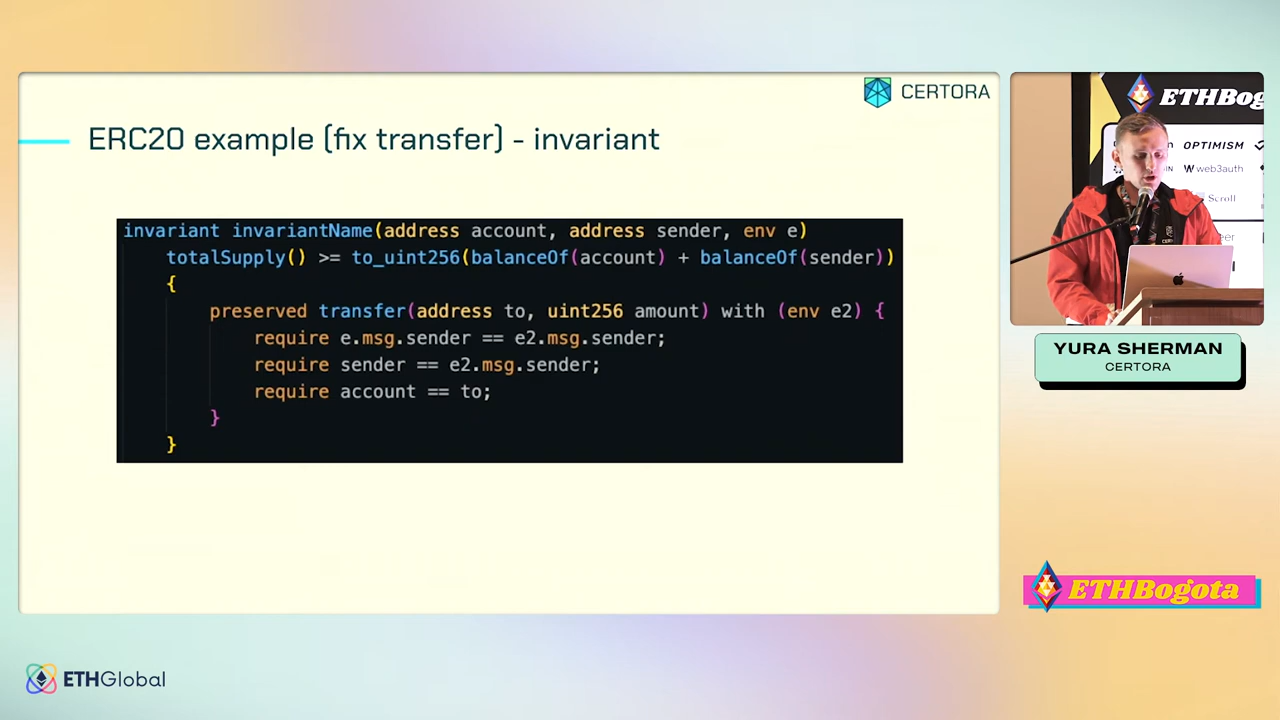 CERTORA
ERC20 example (fix transfer) - invariant
invariant invariantName(address account, address sender, env e)
totalSupply() >= to_uint256(balanceOf(account) + balanceOf(sender))
{
preserved transfer(address to, uint256 amount) with (env e2) {
require e.msg.sender == e2.msg.sender;
require sender == e2.msg.sender;
require account == to;
}
}
ETHBog
OPTIMISM
web3auth
Scroll
YURA SHERMAN
CERTORA
ETHBogota
ETHGlobal